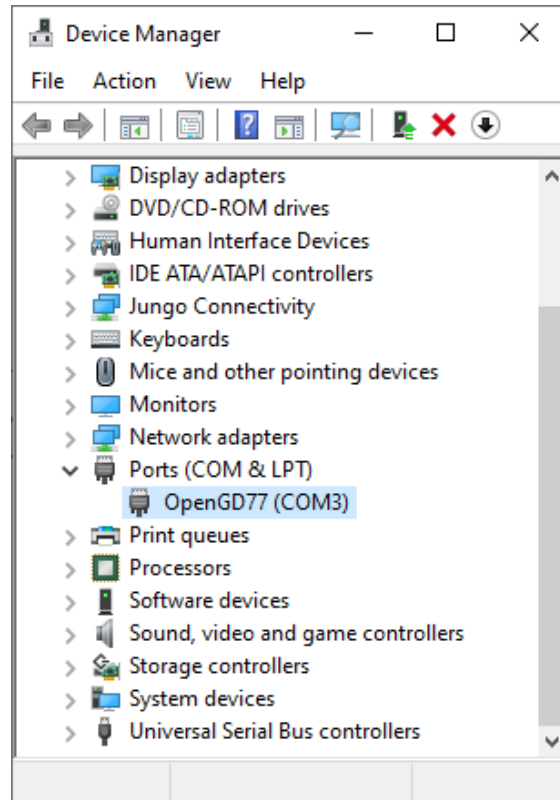 Device Manager
File Action View Help
Display adapters
DVD/CD-ROM drives
Human Interface Devices
IDE ATA/ATAPI controllers
Jungo Connectivity
Keyboards
Mice and other pointing devices
Monitors
Network adapters
Ports (COM & LPT)
OpenGD77 (COM3)
Print queues
Processors
Software devices
Sound, video and game controllers
Storage controllers
System devices
Universal Serial Bus controllers